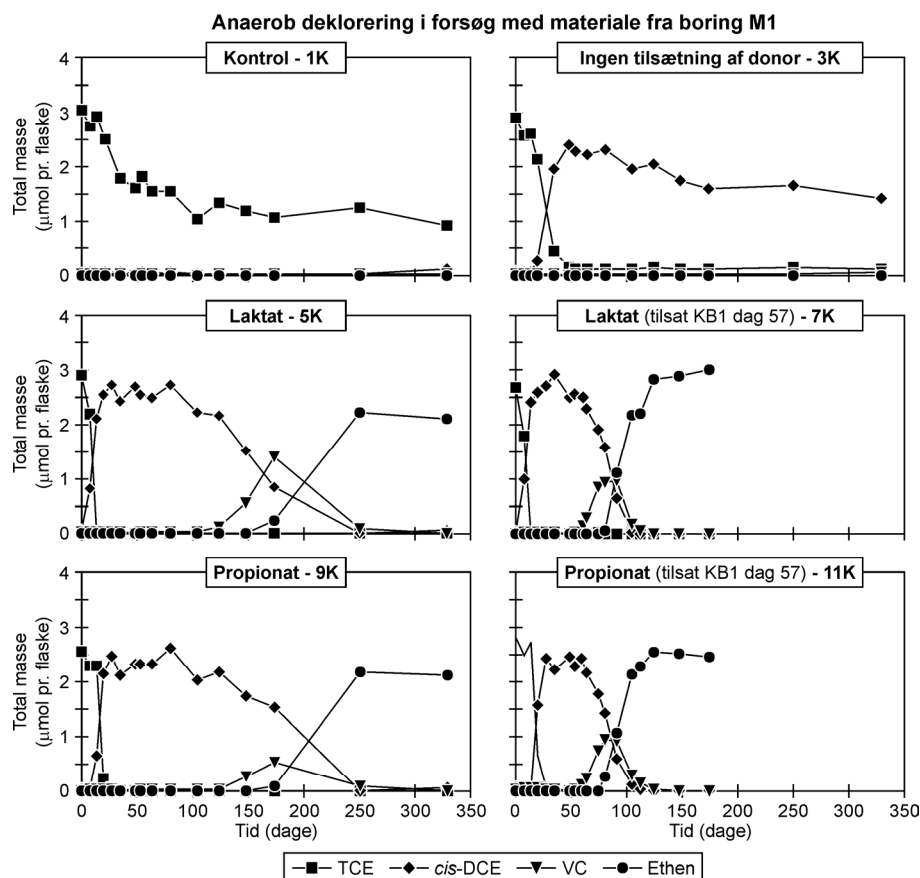 Anaerob deklorering i forsøg med materiale fra boring M1
Kontrol - 1K
Ingen tilsætning af donor - 3K
Total masse
(µmol pr. flaske)
4
3
2
1
0
Laktat - 5K
Laktat (tilsat KB1 dag 57) - 7K
Total masse
(µmol pr. flaske)
4
3
2
1
0
Propionat - 9K
Propionat (tilsat KB1 dag 57) - 11K
Total masse
(µmol pr. flaske)
4
3
2
1
0
0 50 100 150 200 250 300 350
0 50 100 150 200 250 300 350
Tid (dage)
Tid (dage)
TCE cis-DCE VC Ethen